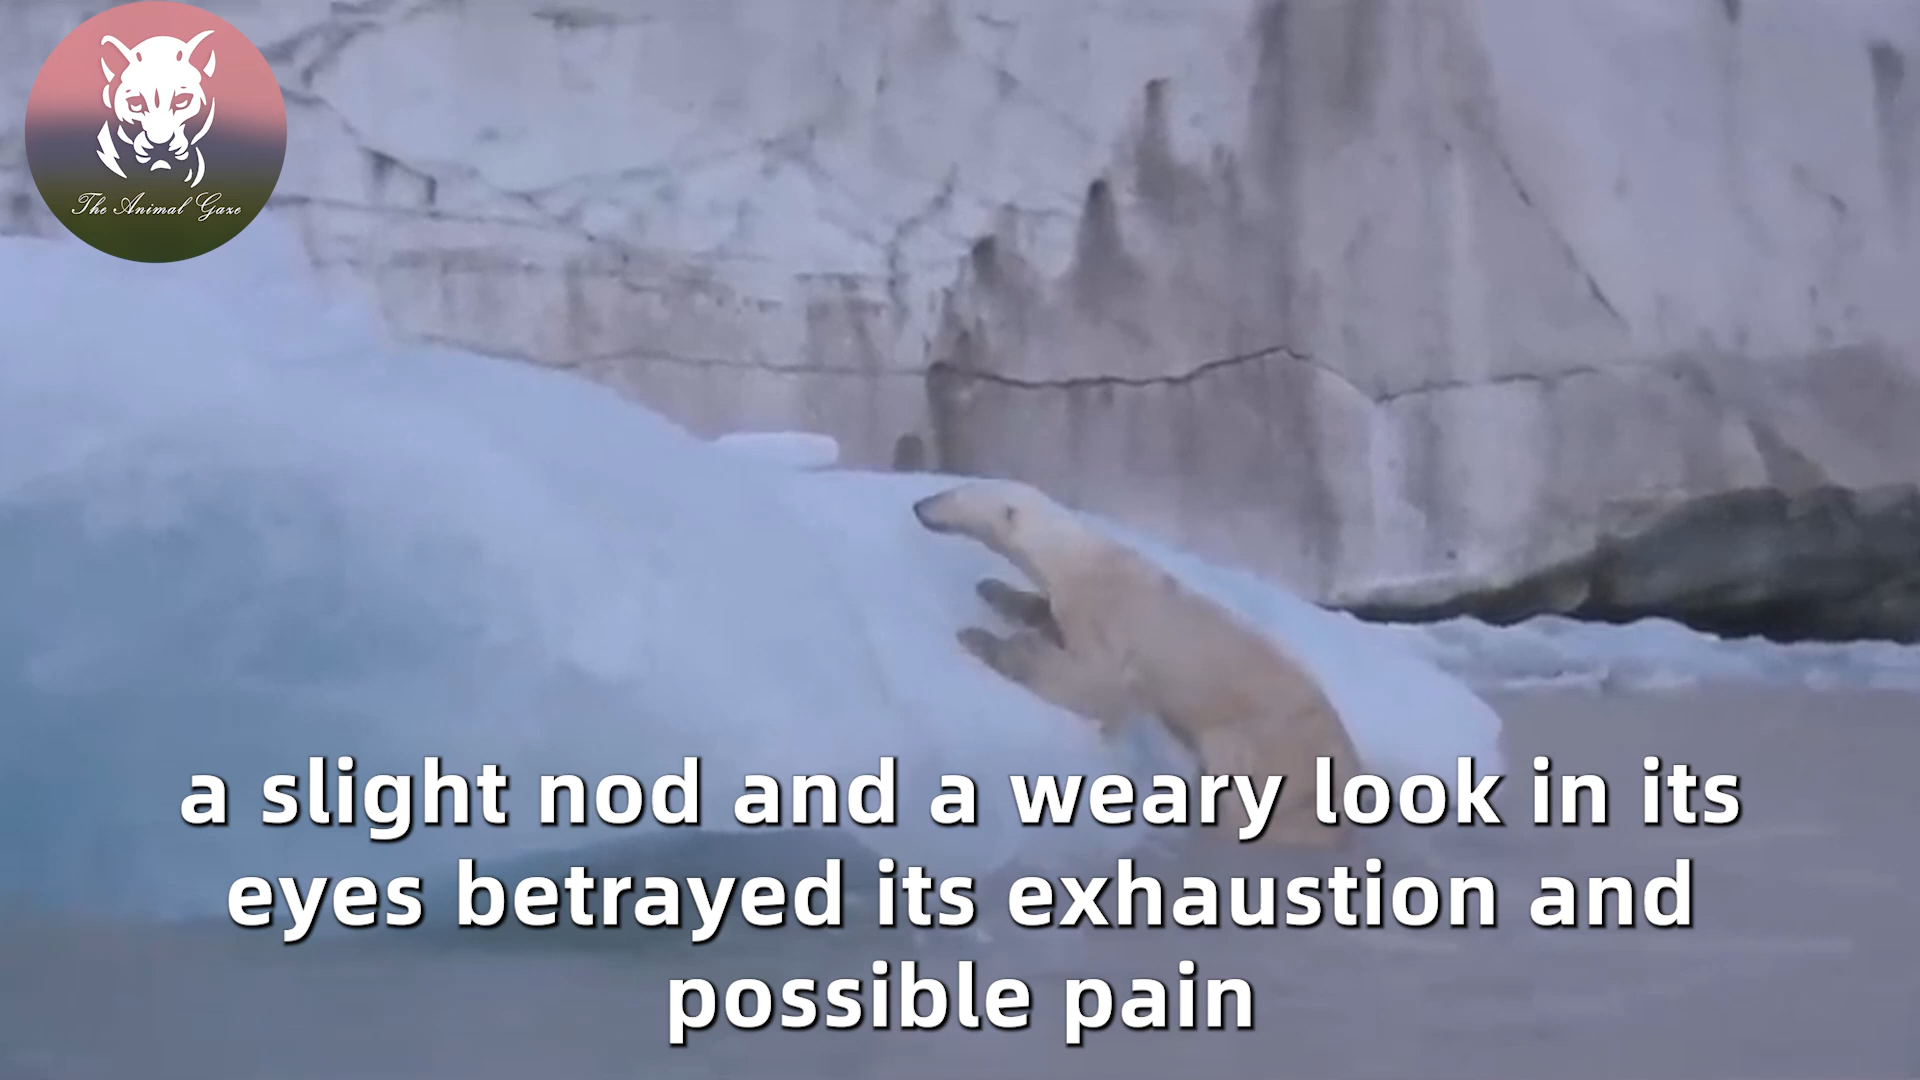 The Animal Gaze
a slight nod and a weary look in its
eyes betrayed its exhaustion and
possible pain